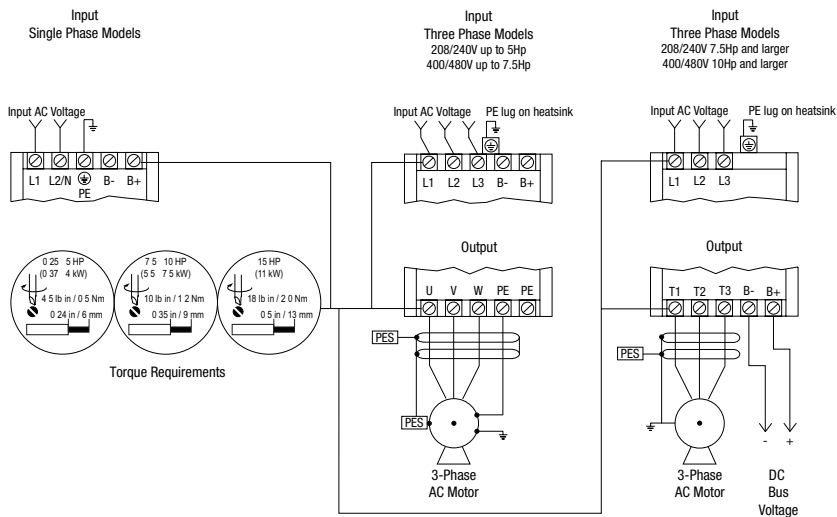 Input
Single Phase Models
Input
Three Phase Models
208/240V up to 5Hp
400/480V up to 7.5Hp
Input
Three Phase Models
208/240V 7.5Hp and larger
400/480V 10Hp and larger
Input AC Voltage
L1 L2/N PE B- B+
Input AC Voltage
PE lug on heatsink
L1 L2 L3 B- B+
Input AC Voltage
PE lug on heatsink
L1 L2 L3
0 25 5 HP
(0 37 4 kW)
4 5 lb in / 0 5 Nm
0 24 in / 6 mm
7 5 10 HP
(5 5 7 5 kW)
10 lb in / 1 2 Nm
0 35 in / 9 mm
15 HP
(11 kW)
18 lb in / 2 0 Nm
0 5 in / 13 mm
Torque Requirements
Output
U V W PE PE
PES
PES
3-Phase
AC Motor
Output
T1 T2 T3 B- B+
PES
- +
3-Phase
AC Motor
DC
Bus
Voltage